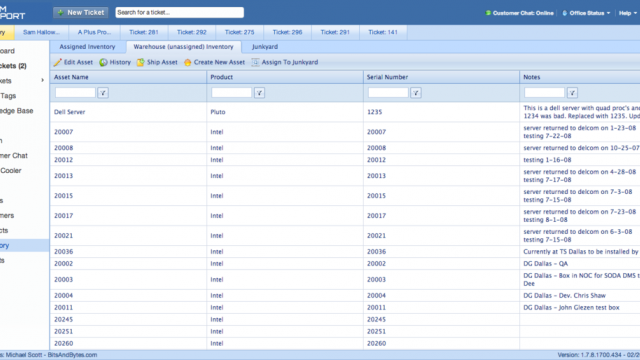 M
PORT
New Ticket
Search for a ticket...
Customer Chat: Online
Office Status
Help
ry
Sam Hallow...
A Plus Pro...
Ticket: 281
Ticket: 292
Ticket: 275
Ticket: 296
Ticket: 291
Ticket: 141
board
Assigned Inventory
Warehouse (unassigned) Inventory
Junkyard
ckets (2)
Edit Asset
History
Ship Asset
Create New Asset
Assign To Junkyard
kets
Asset Name
Product
Serial Number
Notes
Tags
edge Base
Dell Server
Pluto
1235
This is a dell server with quad proc's and
1234 was bad. Replaced with 1235. Upd
20007
Intel
20007
server returned to delcom on 1-23-08
testing 7-22-08
20008
Intel
20008
server returned to delcom on 10-25-07
20012
Intel
20012
testing 1-16-08
20013
Intel
20013
server returned to delcom on 4-28-08
testing 7-17-08
20015
Intel
20015
server returned to delcom on 7-3-08
testing 7-15-08
20017
Intel
20017
server returned to delcom on 7-23-08
testing 8-1-08
20021
Intel
20021
server returned to delcom on 6-3-08
testing 7-15-08
20036
Intel
20036
Currently at TS Dallas to be installed by
20002
Intel
20002
DG Dallas - QA
20003
Intel
20003
DG Dallas - Box in NOC for SODA DMS t
Dee
20004
Intel
20004
DG Dallas - Dev. Chris Shaw
20011
Intel
20011
DG Dallas - John Glezen test box
20245
Intel
20245
20251
Intel
20251
20260
Intel
20260
n
mer Chat
Cooler
s
mers
cts
ory
ts
s: Michael Scott - BitsAndBytes.com
Version: 1.7.8.1700.434 - 02/